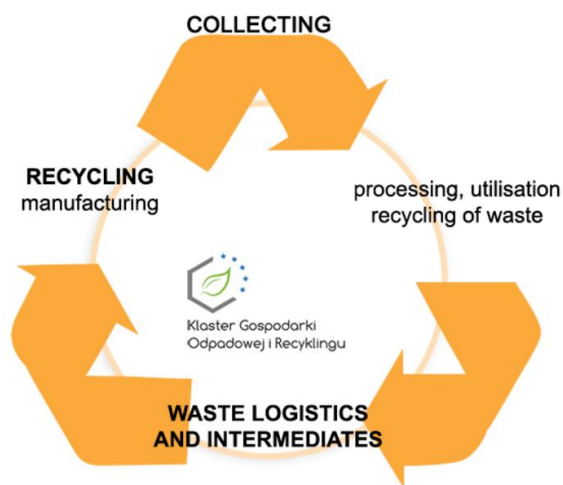 COLLECTING
RECYCLING
manufacturing
processing, utilisation
recycling of waste
Klaster Gospodarki
Odpadowej i Recyklingu
WASTE LOGISTICS
AND INTERMEDIATES